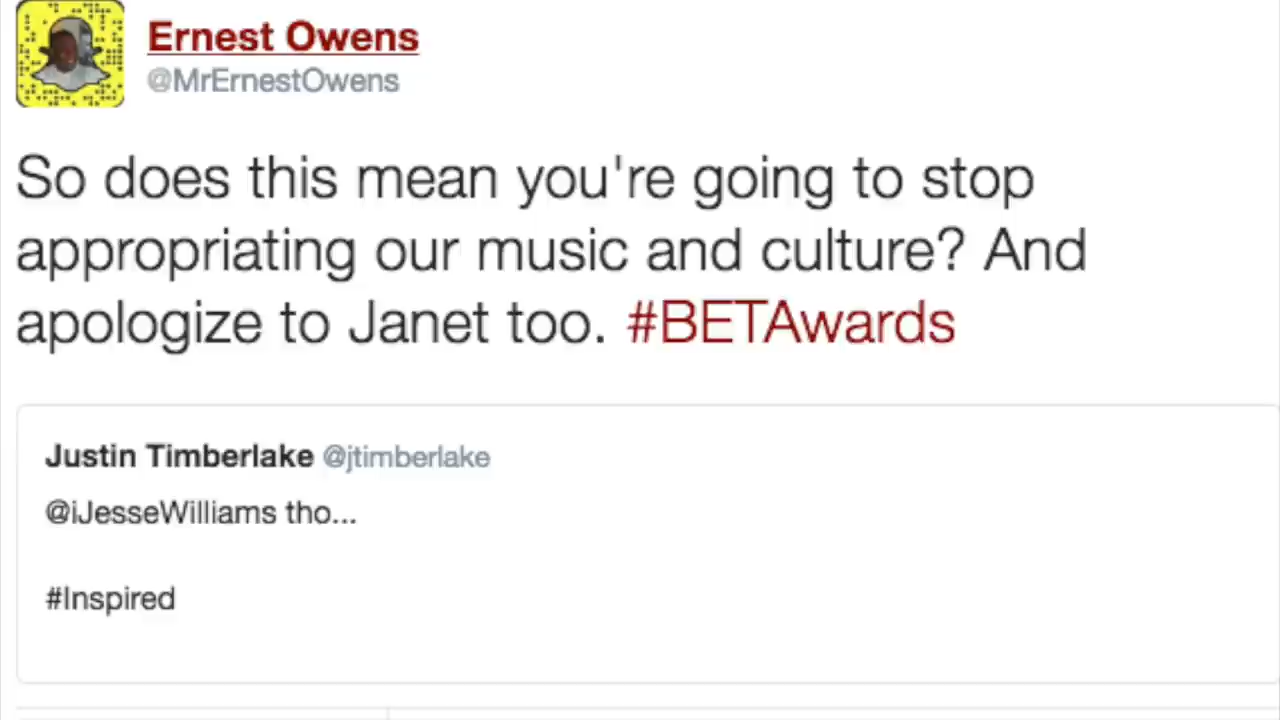 Ernest Owens
@MrErnestOwens
So does this mean you're going to stop
appropriating our music and culture? And
apologize to Janet too. #BETAwards
Justin Timberlake @jtimberlake
@iJesseWilliams tho...
#Inspired